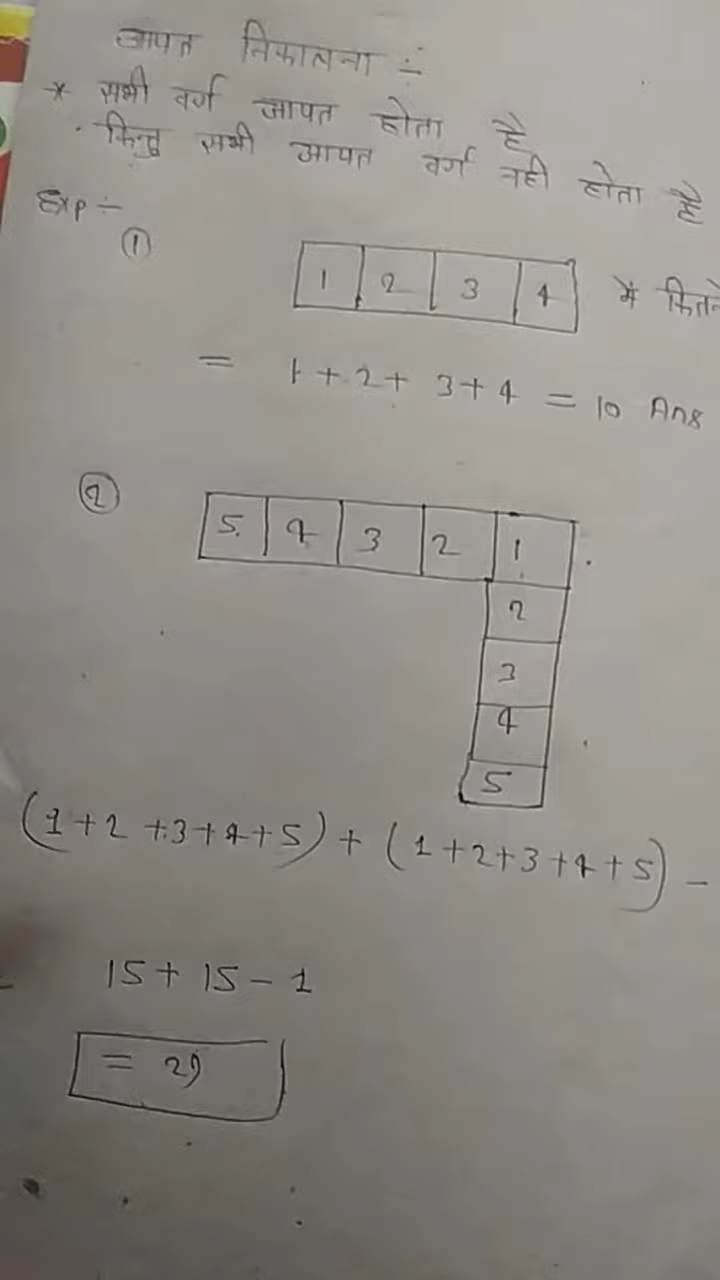 आयत निकालना ÷
* सभी वर्ग आयत होता है
किन्तु सभी आयत वर्ग नही होता है
Exp ÷
① 1 2 3 4 में कितने
= 1+2+3+4 = 10 Ans
② 5 4 3 2 1
2
3
4
5
(1+2+3+4+5) + (1+2+3+4+5) -
15 + 15 - 1
= 29